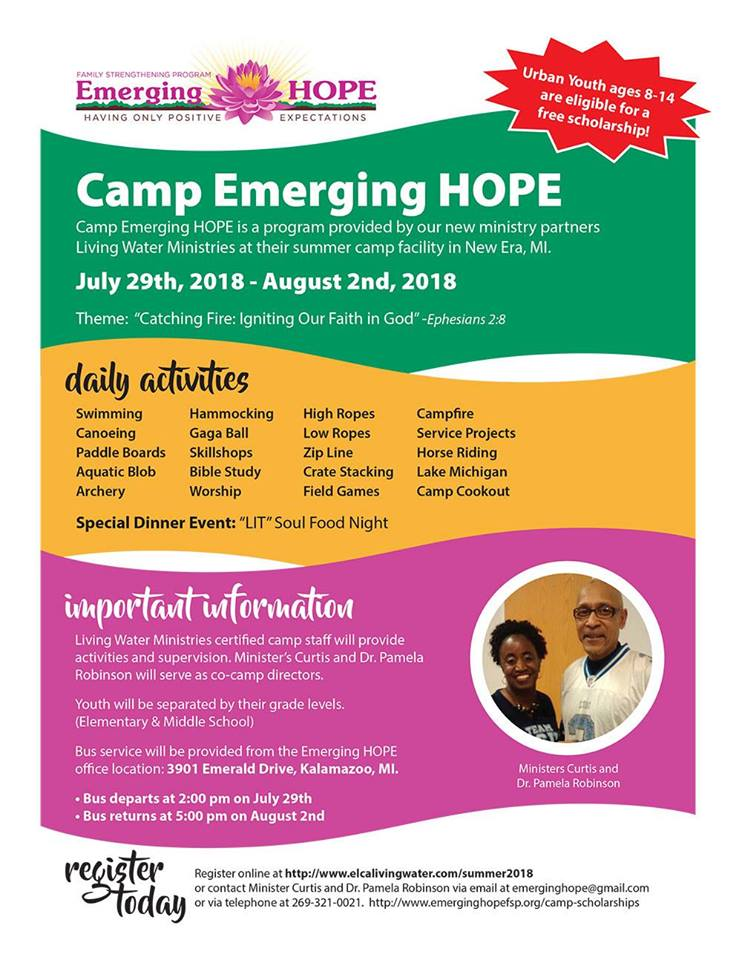 FAMILY STRENGTHENING PROGRAM
Emerging HOPE
HAVING ONLY POSITIVE EXPECTATIONS
Urban Youth ages 8-14
are eligible for a
free scholarship!
Camp Emerging HOPE
Camp Emerging HOPE is a program provided by our new ministry partners
Living Water Ministries at their summer camp facility in New Era, MI.
July 29th, 2018 - August 2nd, 2018
Theme: "Catching Fire: Igniting Our Faith in God" -Ephesians 2:8
daily activities
Swimming Hammocking High Ropes Campfire
Canoeing Gaga Ball Low Ropes Service Projects
Paddle Boards Skillshops Zip Line Horse Riding
Aquatic Blob Bible Study Crate Stacking Lake Michigan
Archery Worship Field Games Camp Cookout
Special Dinner Event: "LIT" Soul Food Night
important information
Living Water Ministries certified camp staff will provide
activities and supervision. Minister's Curtis and Dr. Pamela
Robinson will serve as co-camp directors.
Youth will be separated by their grade levels.
(Elementary & Middle School)
Bus service will be provided from the Emerging HOPE
office location: 3901 Emerald Drive, Kalamazoo, MI.
• Bus departs at 2:00 pm on July 29th
• Bus returns at 5:00 pm on August 2nd
Ministers Curtis and
Dr. Pamela Robinson
register
today
Register online at http://www.elcalivingwater.com/summer2018
or contact Minister Curtis and Dr. Pamela Robinson via email at emerginghope@gmail.com
or via telephone at 269-321-0021. http://www.emerginghopefsp.org/camp-scholarships